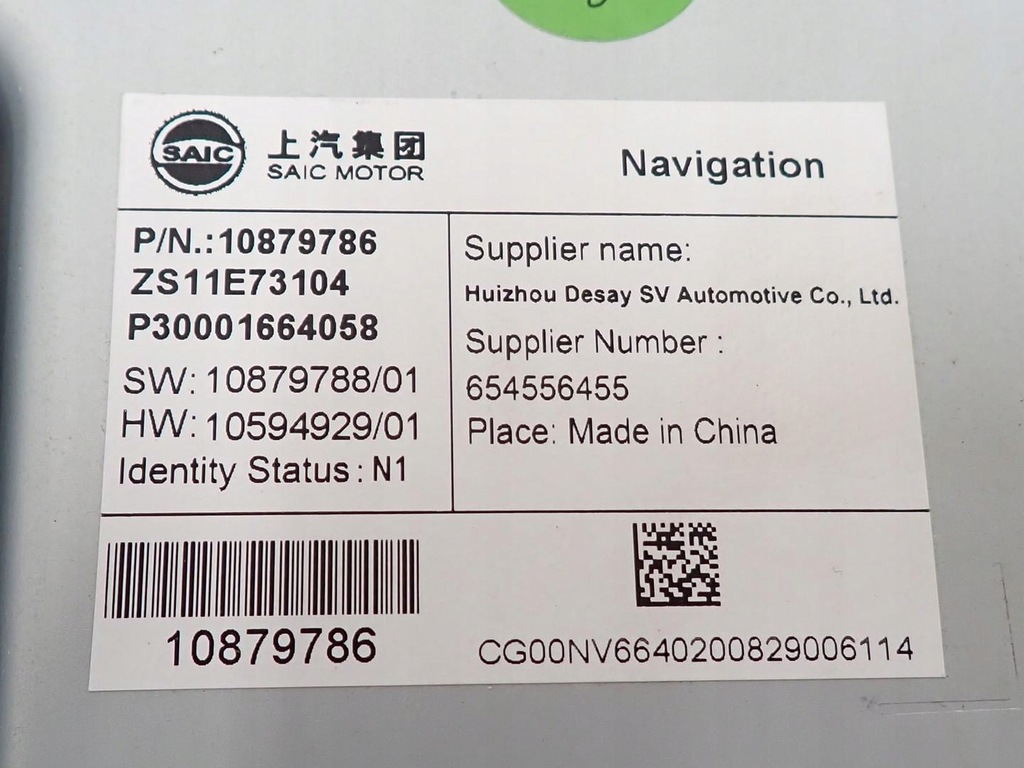 SAIC
上汽集团
SAIC MOTOR
Navigation
P/N.:10879786
ZS11E73104
P30001664058
SW: 10879788/01
HW: 10594929/01
Identity Status : N1
Supplier name:
Huizhou Desay SV Automotive Co., Ltd.
Supplier Number :
654556455
Place: Made in China
10879786
CG00NV6640200829006114